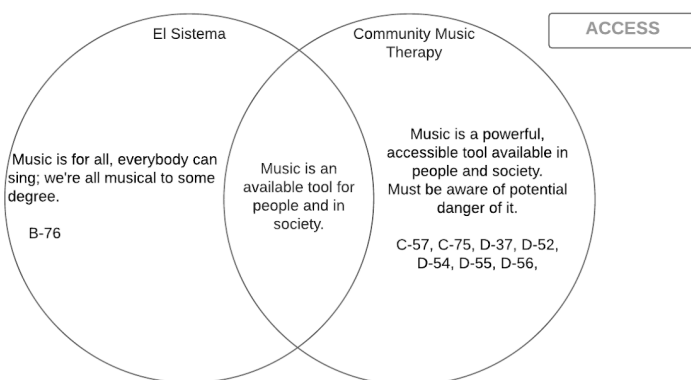 El Sistema
Community Music
Therapy
ACCESS
Music is for all, everybody can
sing; we're all musical to some
degree.
B-76
Music is an
available tool for
people and in
society.
Music is a powerful,
accessible tool available in
people and society.
Must be aware of potential
danger of it.
C-57, C-75, D-37, D-52,
D-54, D-55, D-56,